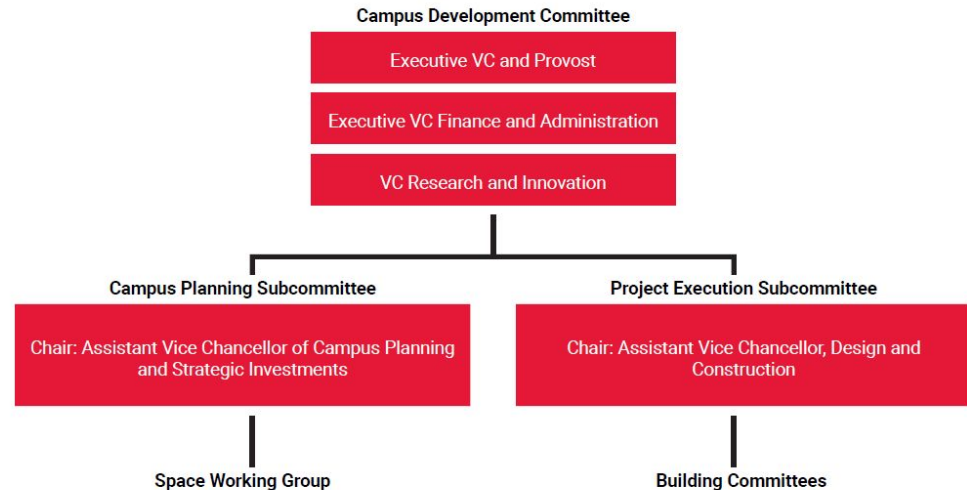 Campus Development Committee
Executive VC and Provost
Executive VC Finance and Administration
VC Research and Innovation
Campus Planning Subcommittee
Chair: Assistant Vice Chancellor of Campus Planning
and Strategic Investments
Space Working Group
Project Execution Subcommittee
Chair: Assistant Vice Chancellor, Design and
Construction
Building Committees